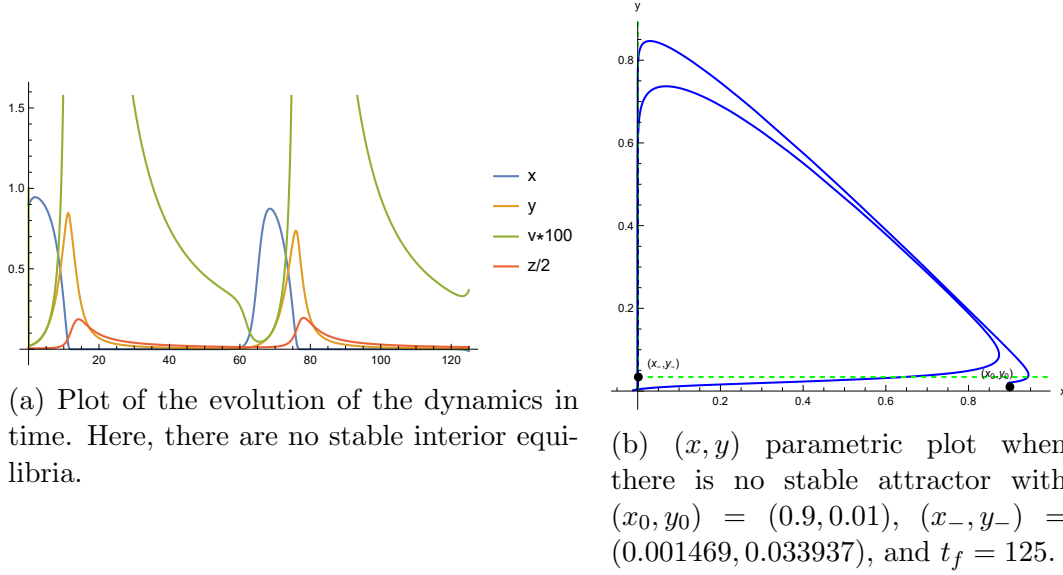 1.5
1.0
0.5
20
40
60
80
100
120
x
y
v*100
z/2
(a) Plot of the evolution of the dynamics in
time. Here, there are no stable interior equi-
libria.
y
0.8
0.6
0.4
0.2
(x₋,y₋)
(x₀,y₀)
0.2
0.4
0.6
0.8
x
(b) (x, y) parametric plot when
there is no stable attractor with
(x₀, y₀) = (0.9, 0.01), (x₋, y₋) =
(0.001469, 0.033937), and t_f = 125.